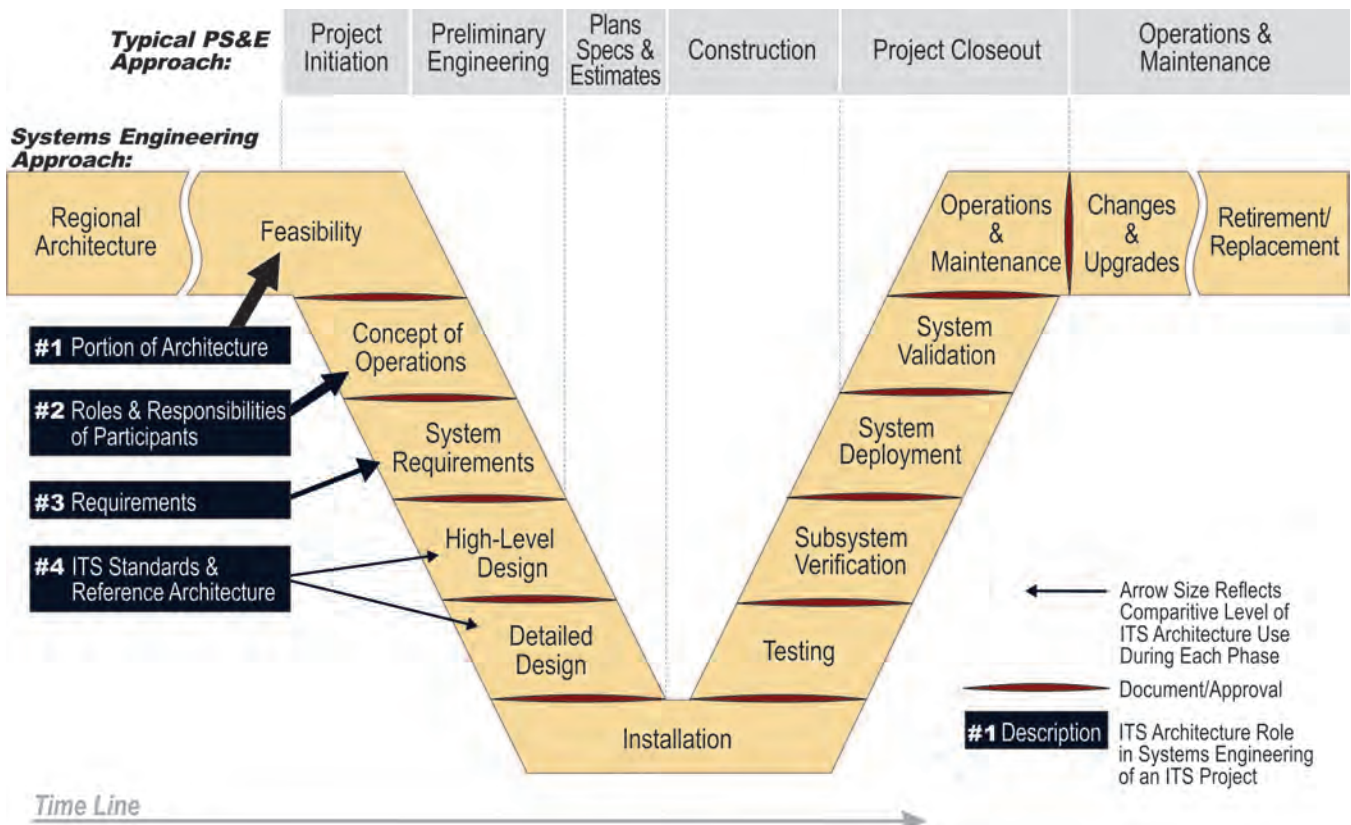 Typical PS&E
Approach:
Project
Initiation
Preliminary
Engineering
Plans
Specs &
Estimates
Construction
Project Closeout
Operations &
Maintenance
Systems Engineering
Approach:
Regional
Architecture
Feasibility
Operations
&
Maintenance
Changes
&
Upgrades
Retirement/
Replacement
#1 Portion of Architecture
Concept of
Operations
System
Validation
#2 Roles & Responsibilities
of Participants
System
Requirements
System
Deployment
#3 Requirements
High-Level
Design
Subsystem
Verification
#4 ITS Standards &
Reference Architecture
Detailed
Design
Testing
Installation
Arrow Size Reflects
Comparitive Level of
ITS Architecture Use
During Each Phase
Document/Approval
#1 Description
ITS Architecture Role
in Systems Engineering
of an ITS Project
Time Line